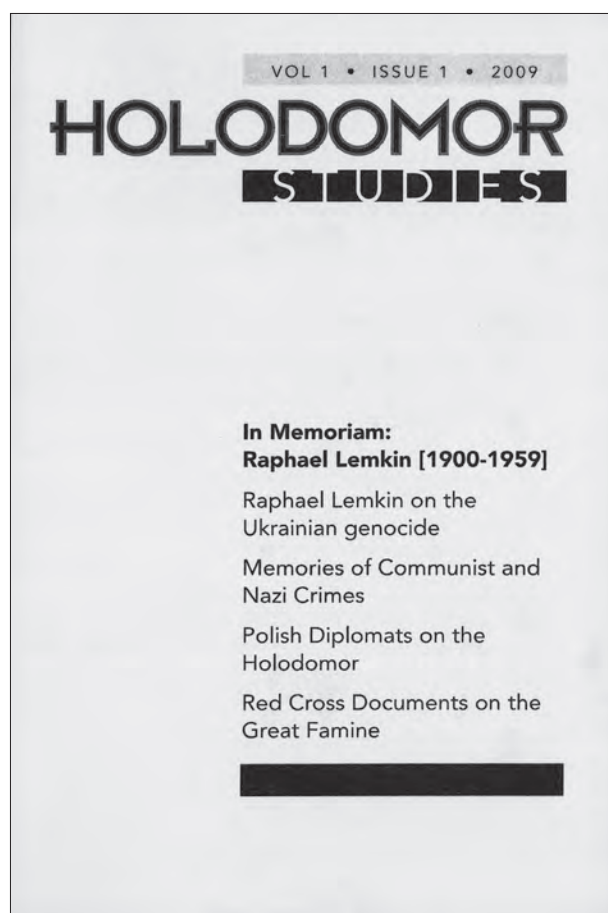 VOL 1 • ISSUE 1 • 2009
HOLODOMOR
STUDIES
In Memoriam:
Raphael Lemkin [1900-1959]
Raphael Lemkin on the
Ukrainian genocide
Memories of Communist and
Nazi Crimes
Polish Diplomats on the
Holodomor
Red Cross Documents on the
Great Famine